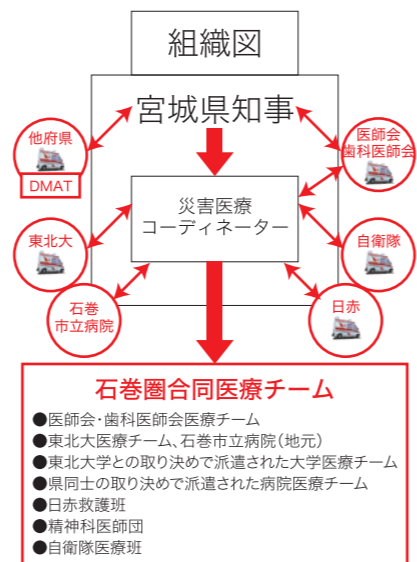 組織図
宮城県知事
他府県
DMAT
医師会
歯科医師会
災害医療
コーディネーター
東北大
自衛隊
石巻
市立病院
日赤
石巻圏合同医療チーム
●医師会・歯科医師会医療チーム
●東北大医療チーム、石巻市立病院(地元)
●東北大学との取り決めで派遣された大学医療チーム
●県同士の取り決めで派遣された病院医療チーム
●日赤救護班
●精神科医師団
●自衛隊医療班